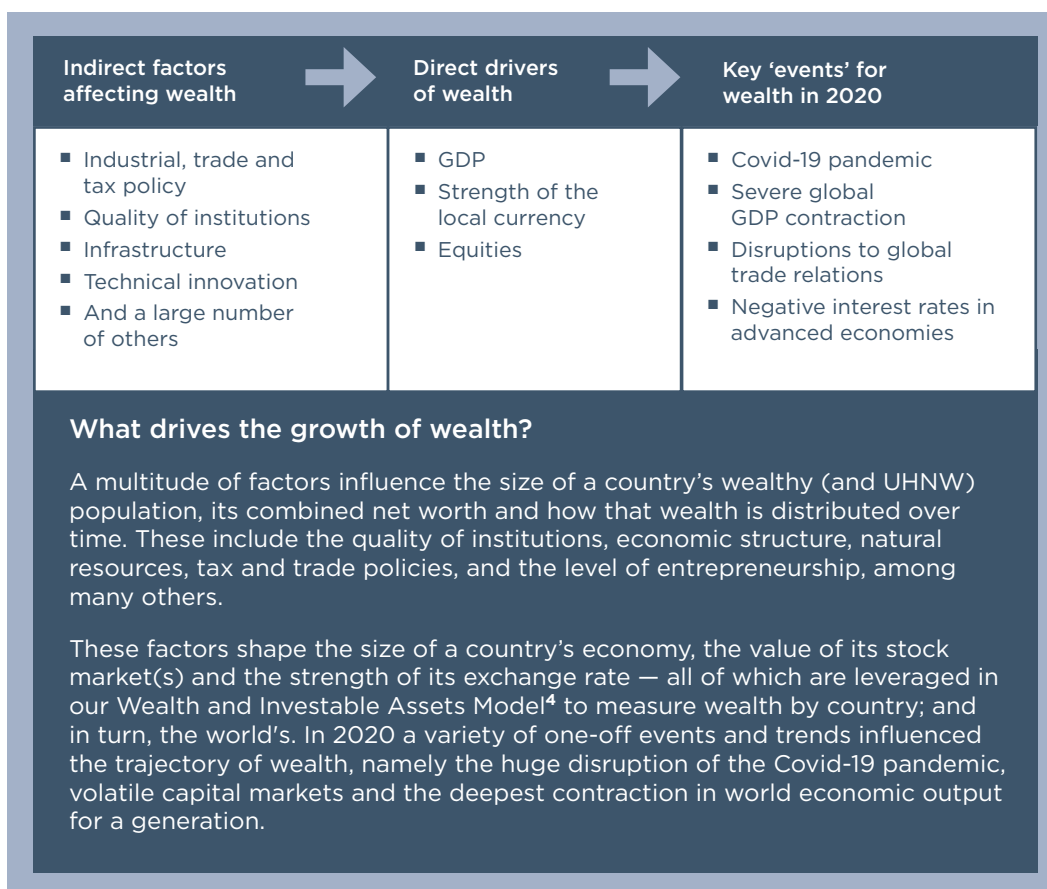 Indirect factors
affecting wealth
Direct drivers
of wealth
Key ‘events’ for
wealth in 2020
▪ Industrial, trade and
tax policy
▪ Quality of institutions
▪ Infrastructure
▪ Technical innovation
▪ And a large number
of others
▪ GDP
▪ Strength of the
local currency
▪ Equities
▪ Covid-19 pandemic
▪ Severe global
GDP contraction
▪ Disruptions to global
trade relations
▪ Negative interest rates in
advanced economies
What drives the growth of wealth?
A multitude of factors influence the size of a country’s wealthy (and UHNW)
population, its combined net worth and how that wealth is distributed over
time. These include the quality of institutions, economic structure, natural
resources, tax and trade policies, and the level of entrepreneurship, among
many others.
These factors shape the size of a country’s economy, the value of its stock
market(s) and the strength of its exchange rate — all of which are leveraged in
our Wealth and Investable Assets Model⁴ to measure wealth by country; and
in turn, the world's. In 2020 a variety of one-off events and trends influenced
the trajectory of wealth, namely the huge disruption of the Covid-19 pandemic,
volatile capital markets and the deepest contraction in world economic output
for a generation.